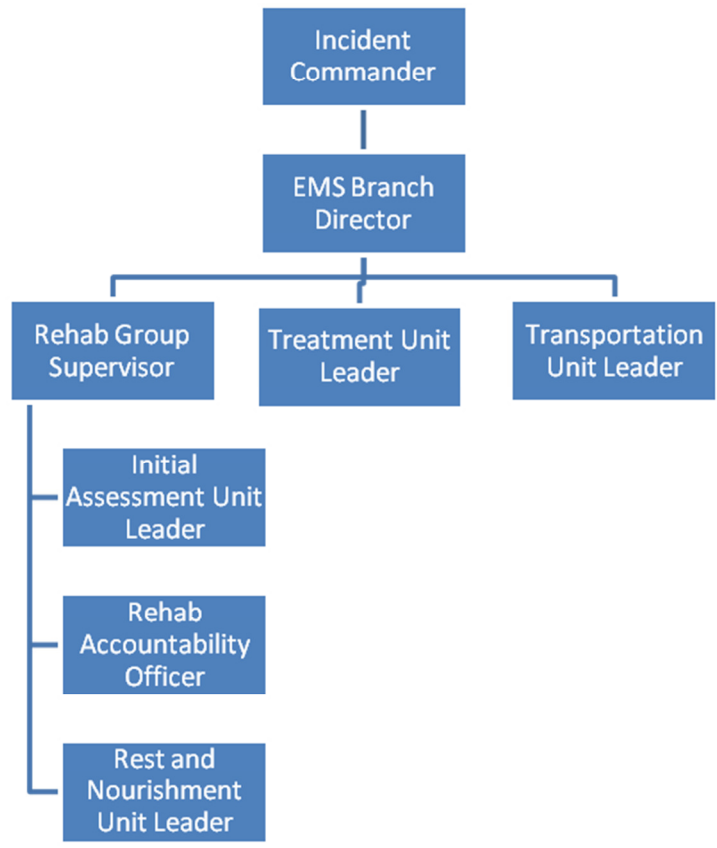 Incident
Commander
EMS Branch
Director
Rehab Group
Supervisor
Treatment Unit
Leader
Transportation
Unit Leader
Initial
Assessment Unit
Leader
Rehab
Accountability
Officer
Rest and
Nourishment
Unit Leader